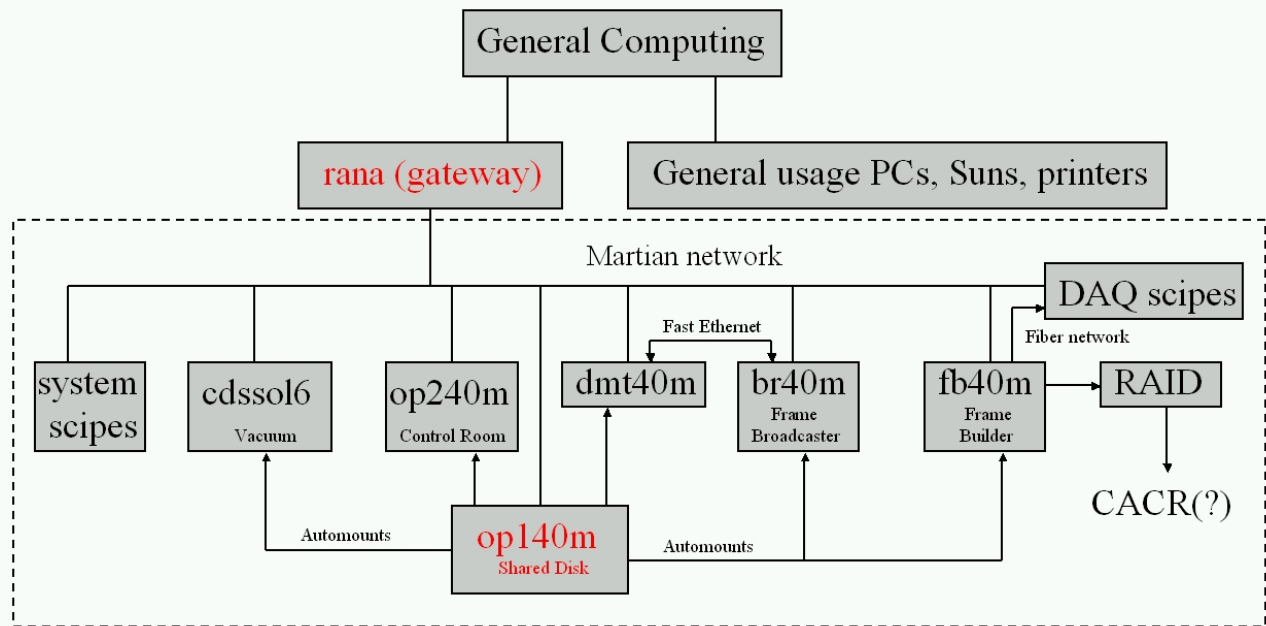 General Computing
rana (gateway)
General usage PCs, Suns, printers
Martian network
DAQ scipes
Fast Ethernet
Fiber network
system
scipes
cdssol6
Vacuum
op240m
Control Room
dmt40m
br40m
Frame
Broadcaster
fb40m
Frame
Builder
RAID
CACR(?)
Automounts
op140m
Shared Disk
Automounts